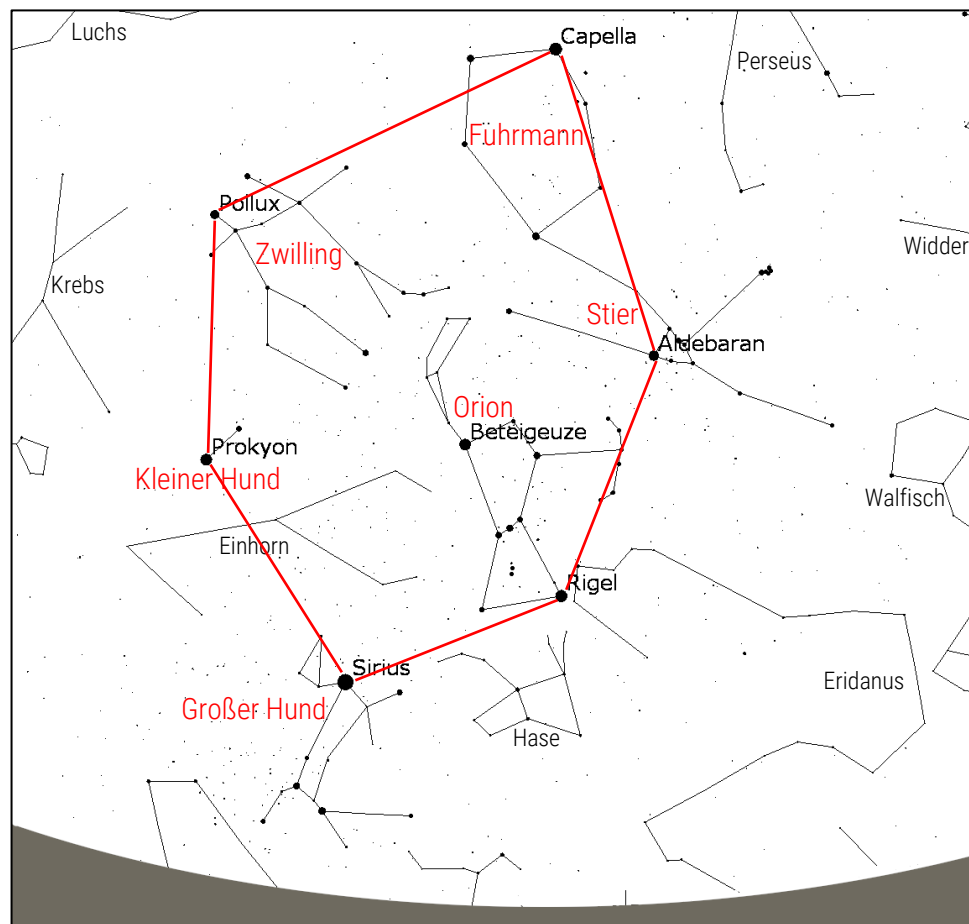 Luchs
Capella
Perseus
Fuhrmann
Pollux
Zwilling
Widder
Krebs
Stier
Aldebaran
Orion
Beteigeuze
Prokyon
Kleiner Hund
Walfisch
Einhorn
Rigel
Sirius
Eridanus
Großer Hund
Hase